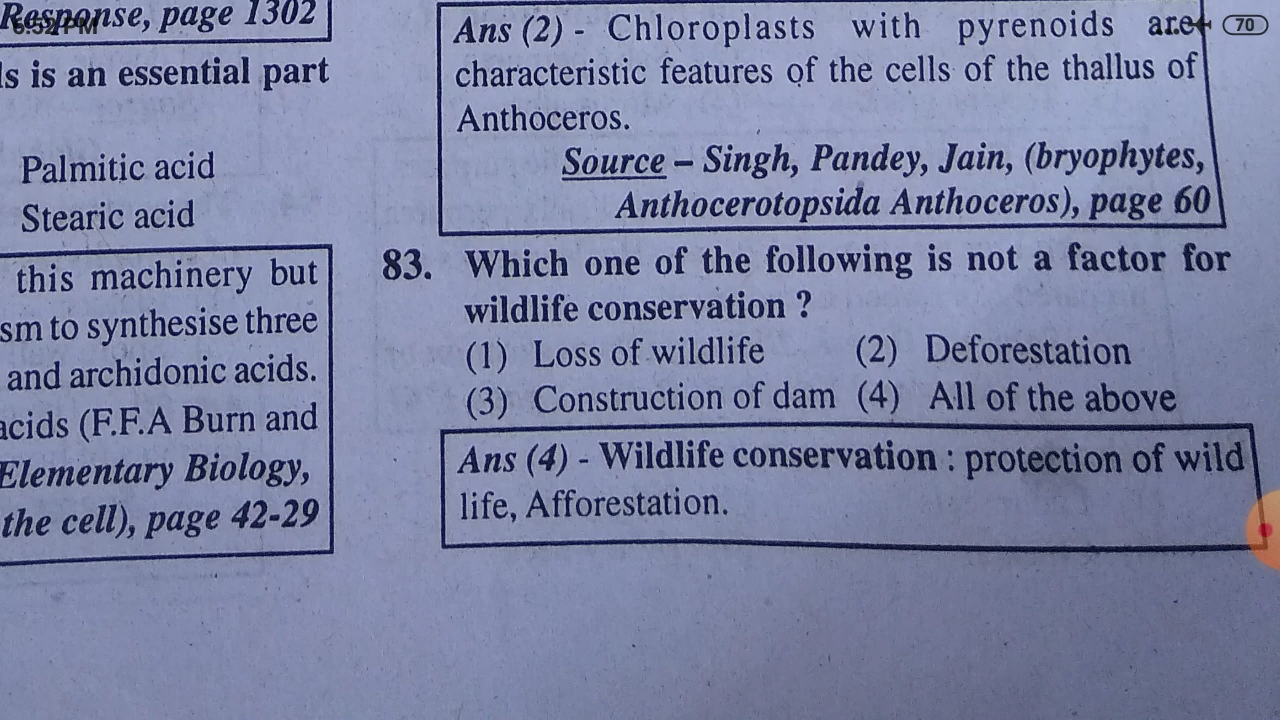 Response, page 1302
6:52 PM
ls is an essential part
Palmitic acid
Stearic acid
this machinery but
sm to synthesise three
and archidonic acids.
acids (F.F.A Burn and
Elementary Biology,
the cell), page 42-29
70
Ans (2) - Chloroplasts with pyrenoids are
characteristic features of the cells of the thallus of
Anthoceros.
Source – Singh, Pandey, Jain, (bryophytes,
Anthocerotopsida Anthoceros), page 60
83. Which one of the following is not a factor for
wildlife conservation ?
(1) Loss of wildlife (2) Deforestation
(3) Construction of dam (4) All of the above
Ans (4) - Wildlife conservation : protection of wild
life, Afforestation.